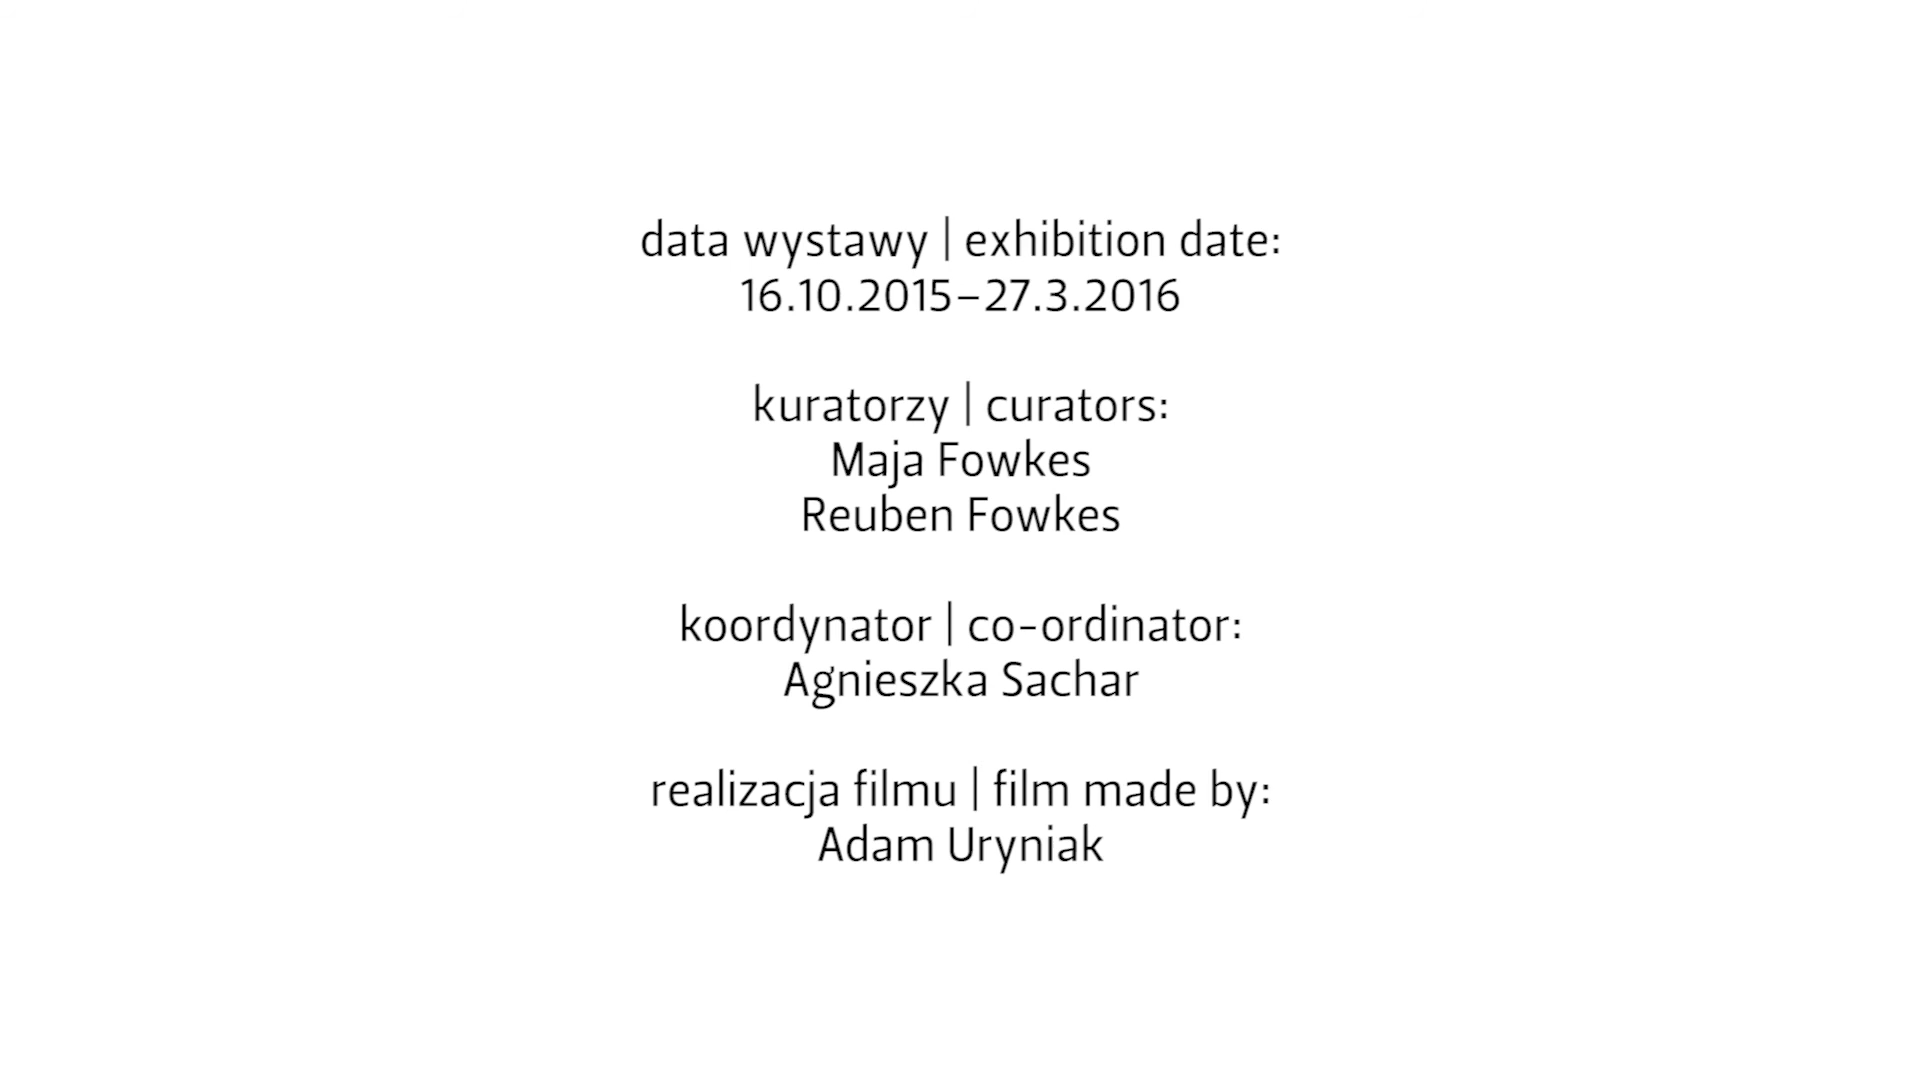 data wystawy | exhibition date:
16.10.2015–27.3.2016
kuratorzy | curators:
Maja Fowkes
Reuben Fowkes
koordynator | co-ordinator:
Agnieszka Sachar
realizacja filmu | film made by:
Adam Uryniak